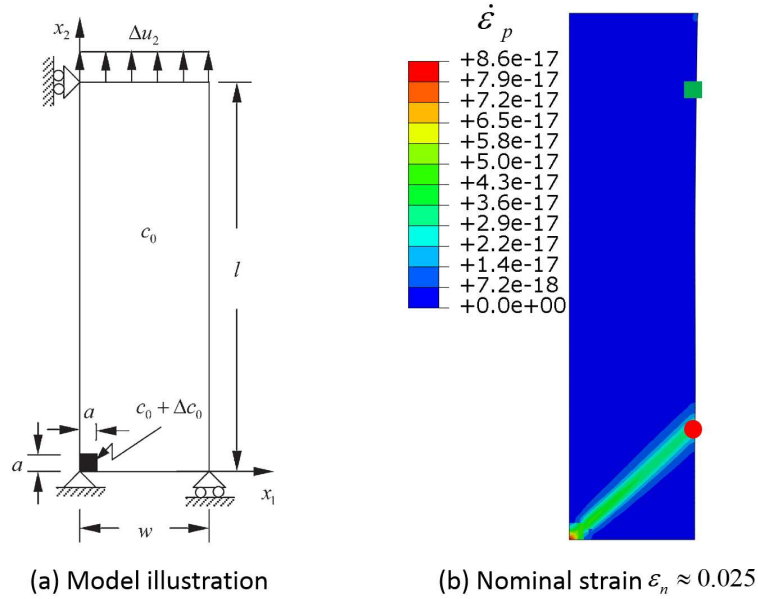 x₂
Δu₂
c₀
l
a
c₀ + Δc₀
a
x₁
w
(a) Model illustration
ε̇ₚ
+8.6e-17
+7.9e-17
+7.2e-17
+6.5e-17
+5.8e-17
+5.0e-17
+4.3e-17
+3.6e-17
+2.9e-17
+2.2e-17
+1.4e-17
+7.2e-18
+0.0e+00
(b) Nominal strain εₙ ≈ 0.025